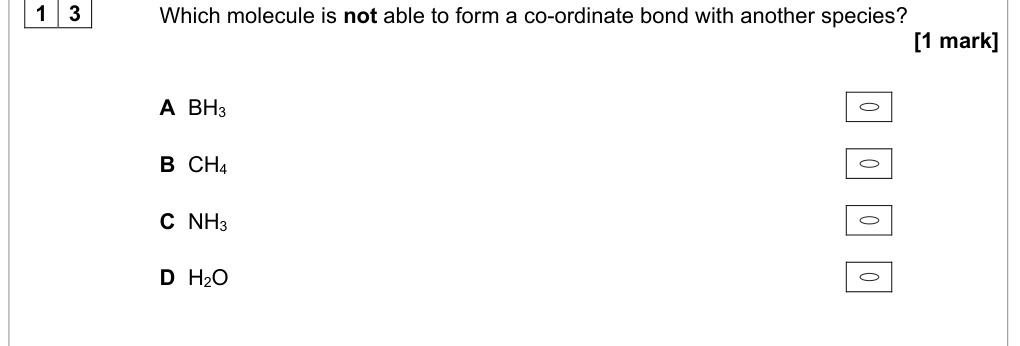 1 3 Which molecule is not able to form a co-ordinate bond with another species?
[1 mark]
A BH₃
B CH₄
C NH₃
D H₂O